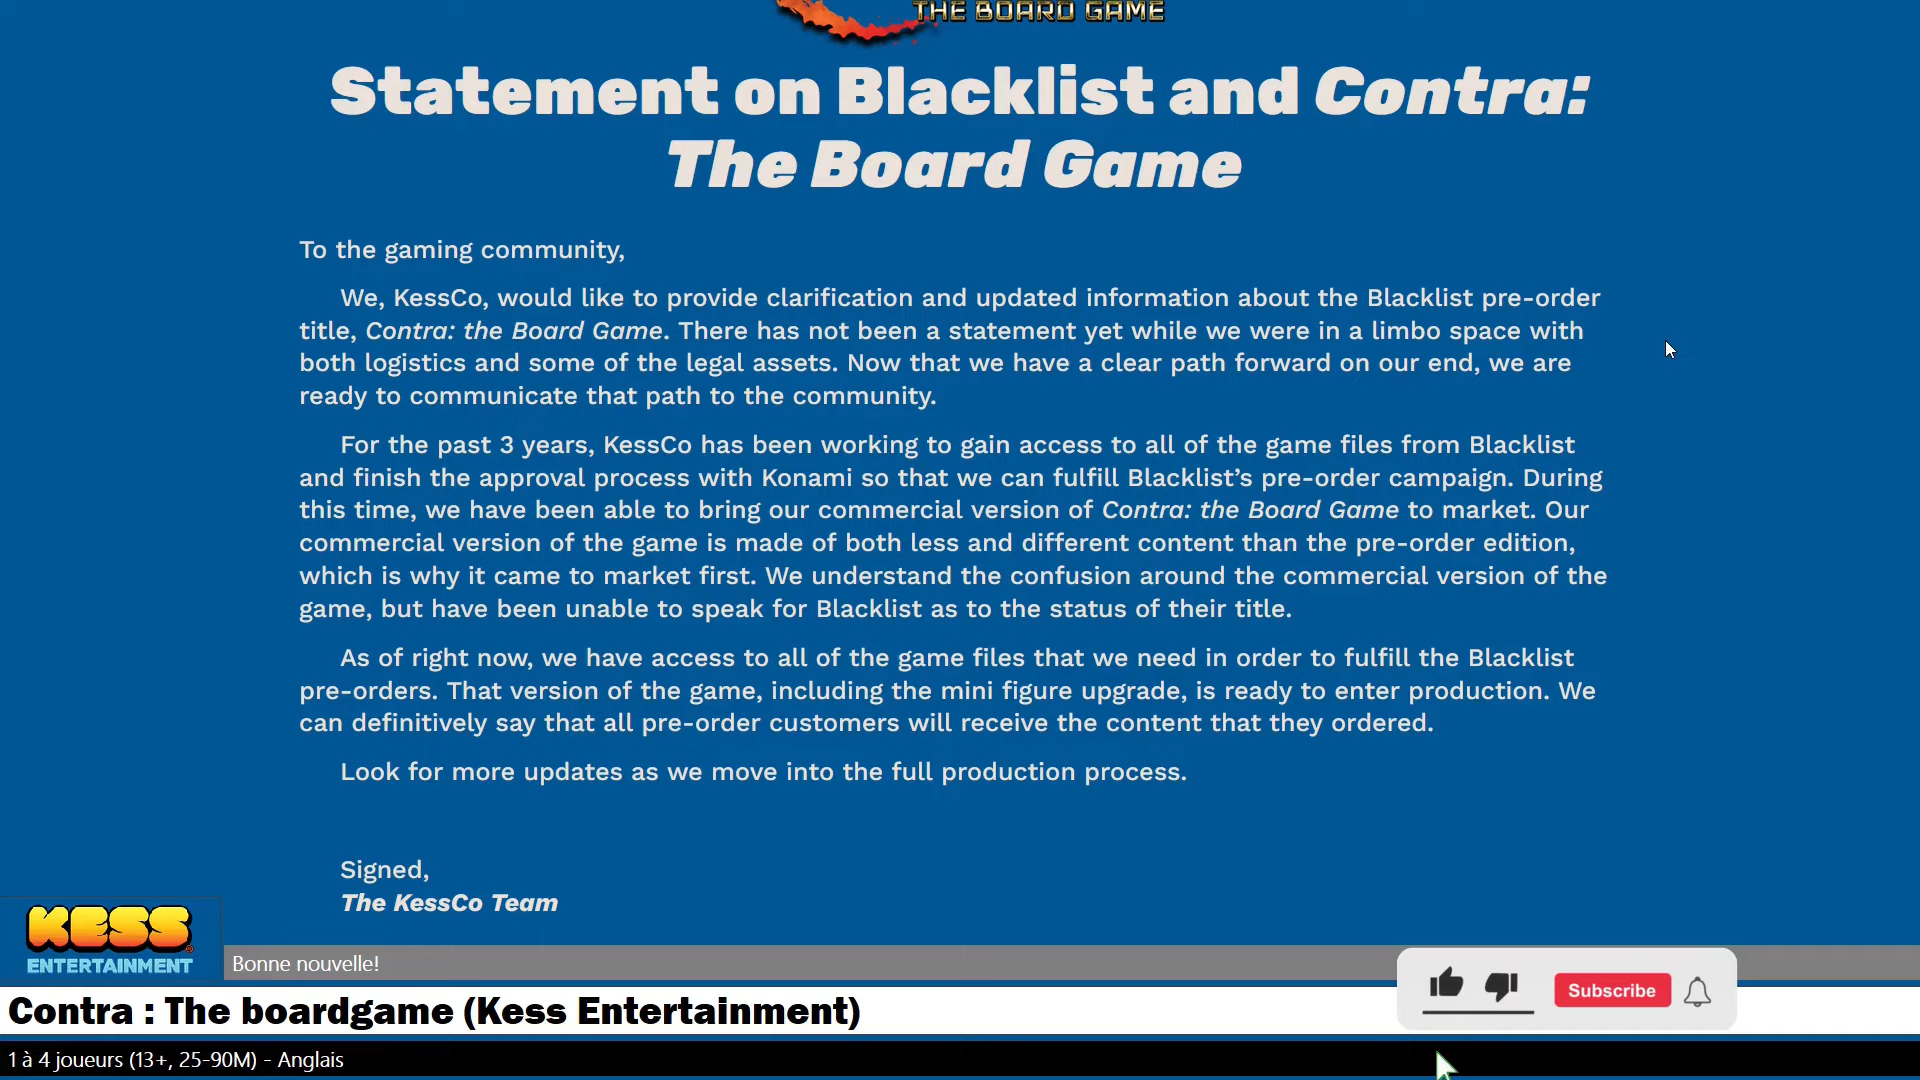 THE BOARD GAME
Statement on Blacklist and Contra:
The Board Game
To the gaming community,
We, KessCo, would like to provide clarification and updated information about the Blacklist pre-order
title, Contra: the Board Game. There has not been a statement yet while we were in a limbo space with
both logistics and some of the legal assets. Now that we have a clear path forward on our end, we are
ready to communicate that path to the community.
For the past 3 years, KessCo has been working to gain access to all of the game files from Blacklist
and finish the approval process with Konami so that we can fulfill Blacklist’s pre-order campaign. During
this time, we have been able to bring our commercial version of Contra: the Board Game to market. Our
commercial version of the game is made of both less and different content than the pre-order edition,
which is why it came to market first. We understand the confusion around the commercial version of the
game, but have been unable to speak for Blacklist as to the status of their title.
As of right now, we have access to all of the game files that we need in order to fulfill the Blacklist
pre-orders. That version of the game, including the mini figure upgrade, is ready to enter production. We
can definitively say that all pre-order customers will receive the content that they ordered.
Look for more updates as we move into the full production process.
Signed,
The KessCo Team
KESS
ENTERTAINMENT
Bonne nouvelle!
Subscribe
Contra : The boardgame (Kess Entertainment)
1 à 4 joueurs (13+, 25-90M) - Anglais